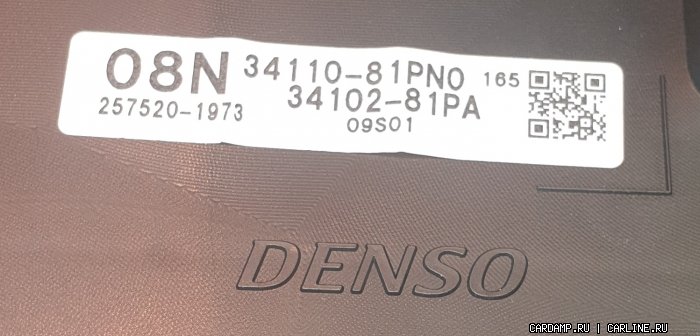 08N 34110-81PN0 165
257520-1973 34102-81PA
09S01
DENSO
CARDAMP.RU | CARLINE.RU